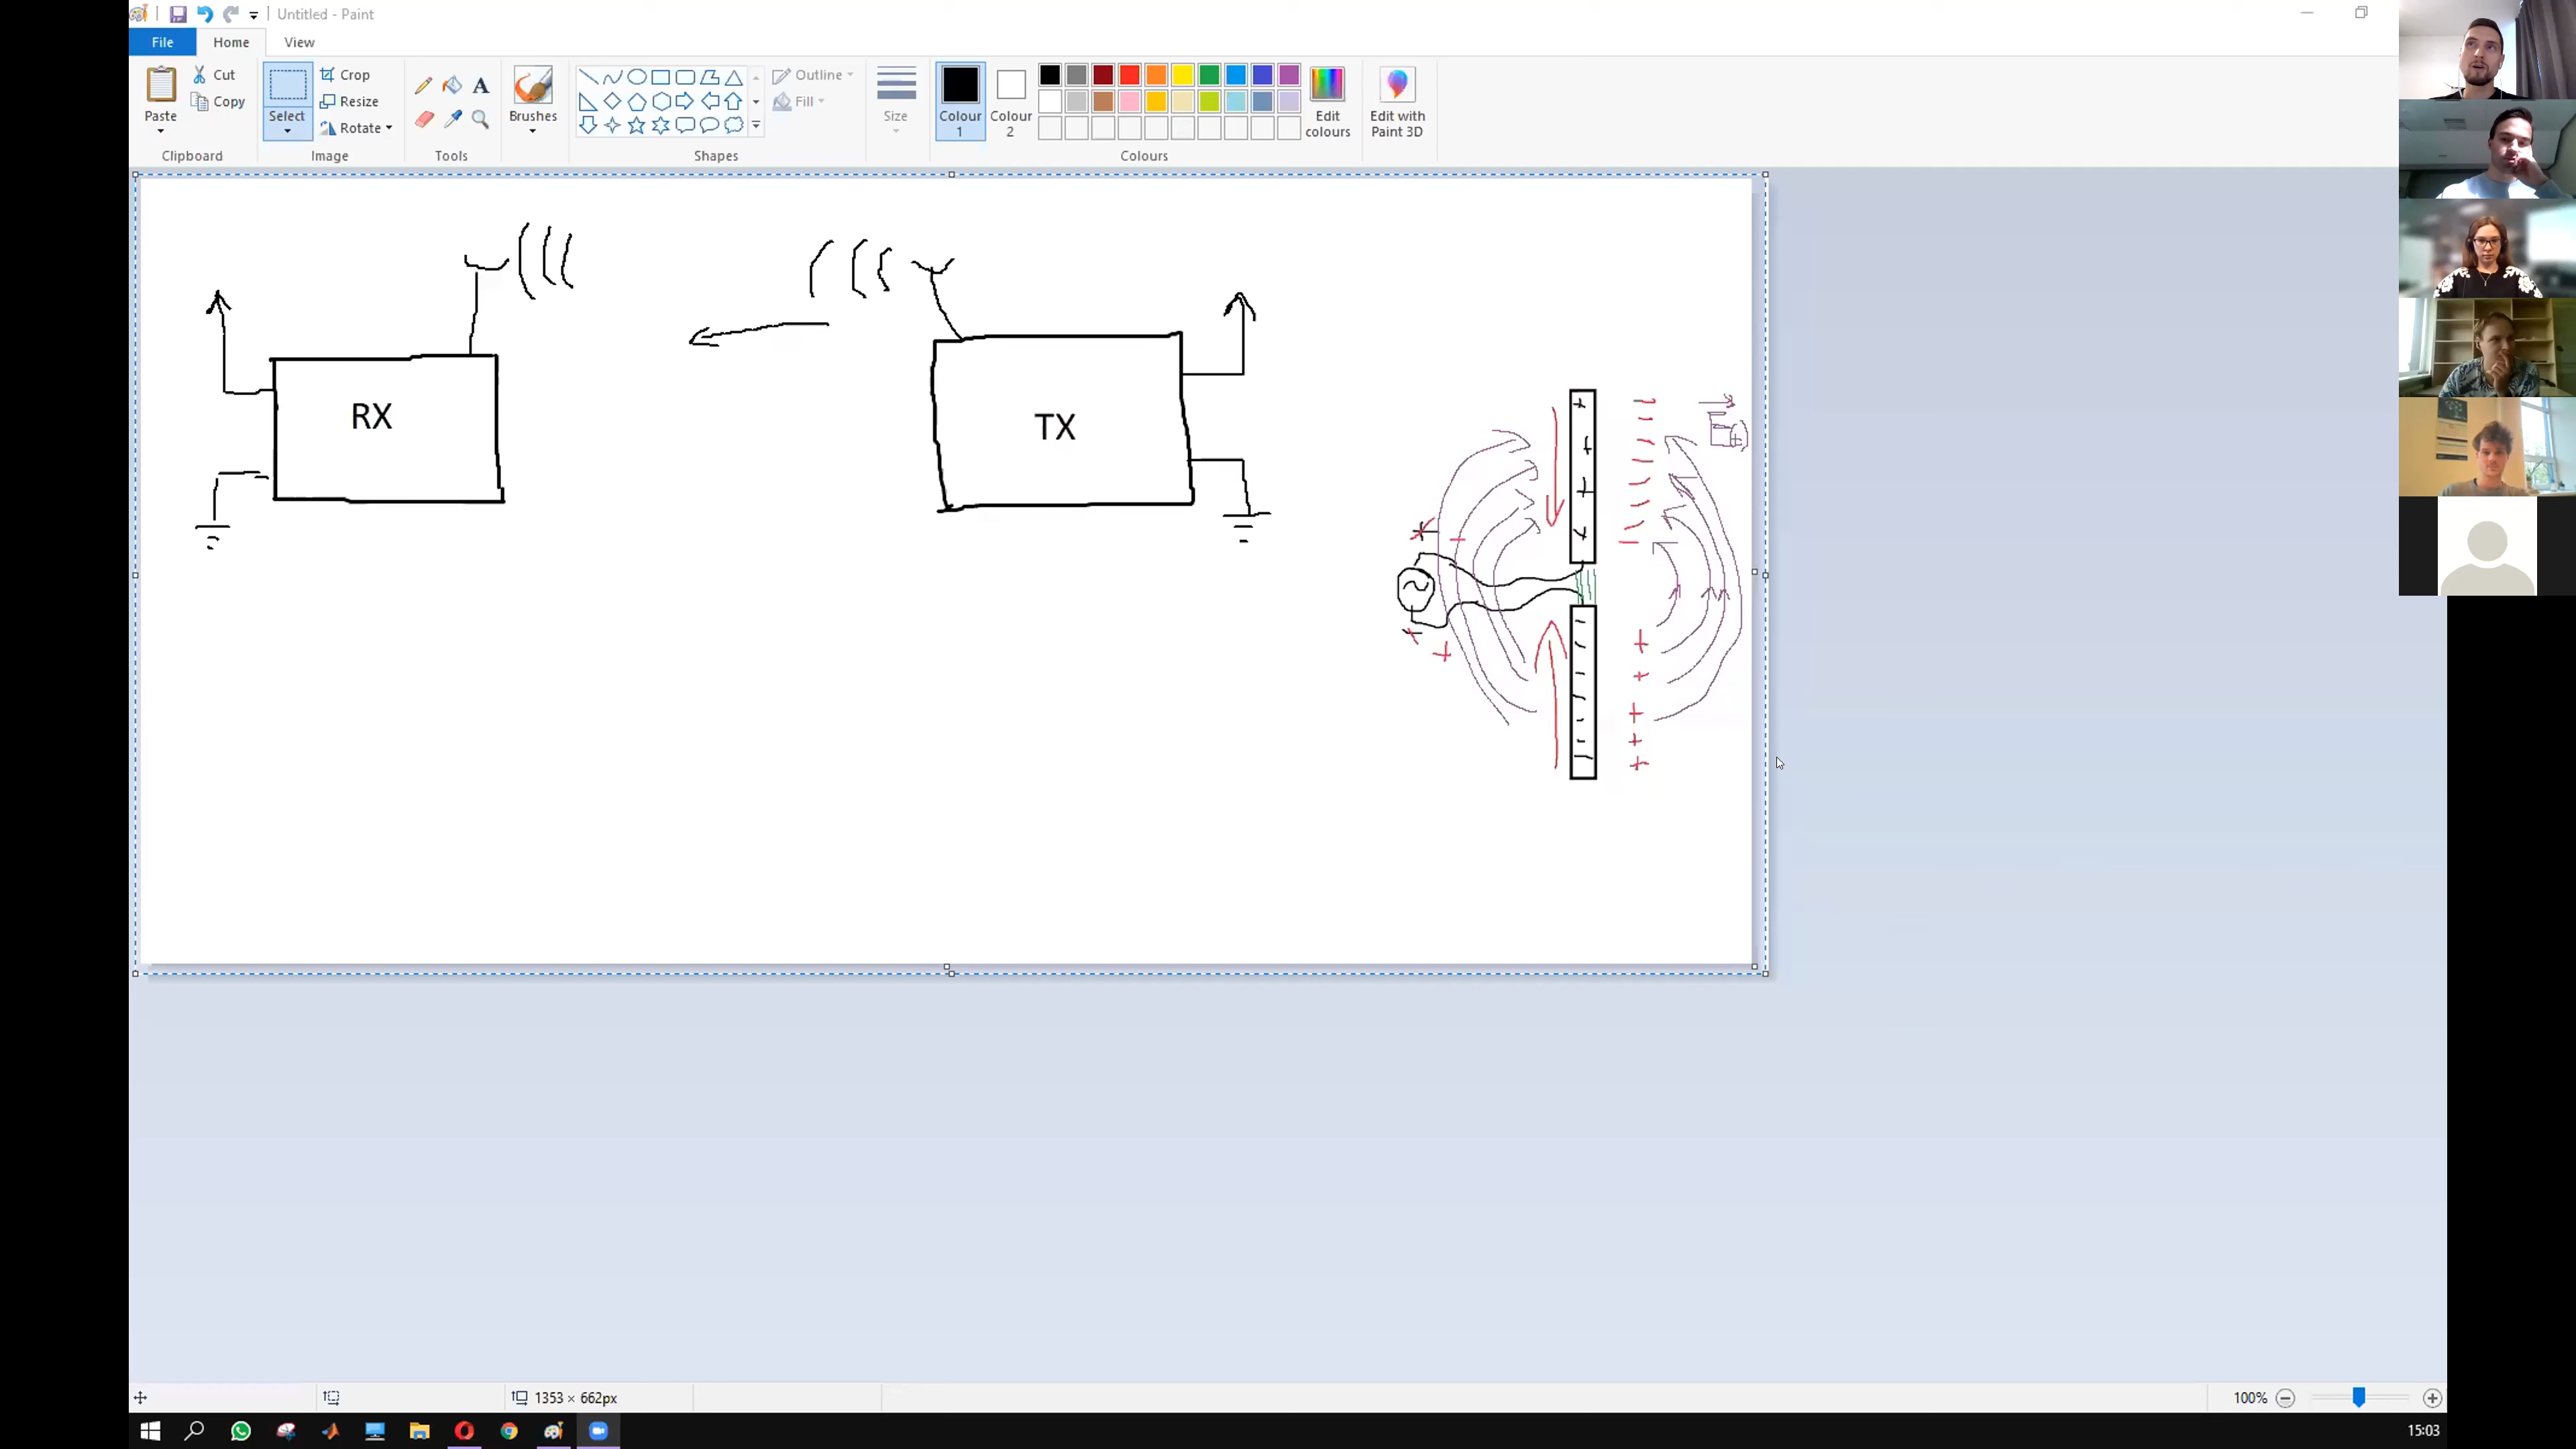 Untitled - Paint
File Home View
Paste
Cut
Copy
Clipboard
Select
Crop
Resize
Rotate
Image
A
Tools
Brushes
Outline
Fill
Shapes
Size
Colour 1
Colour 2
Edit colours
Colours
Edit with Paint 3D
RX
TX
E
1353 × 662px
100%
15:03